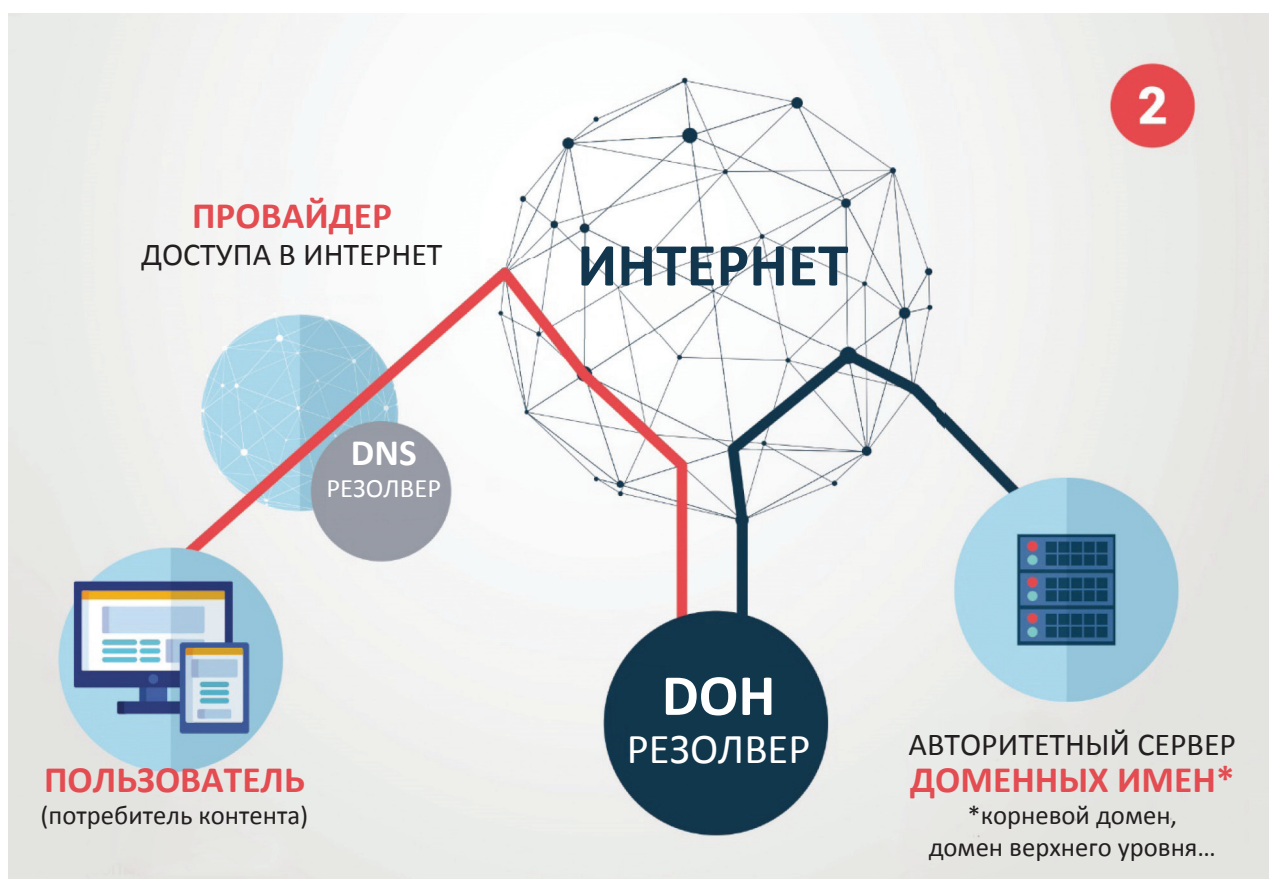 2
ПРОВАЙДЕР
ДОСТУПА В ИНТЕРНЕТ
ИНТЕРНЕТ
DNS
РЕЗОЛВЕР
DOH
РЕЗОЛВЕР
ПОЛЬЗОВАТЕЛЬ
(потребитель контента)
АВТОРИТЕТНЫЙ СЕРВЕР
ДОМЕННЫХ ИМЕН*
*корневой домен,
домен верхнего уровня...